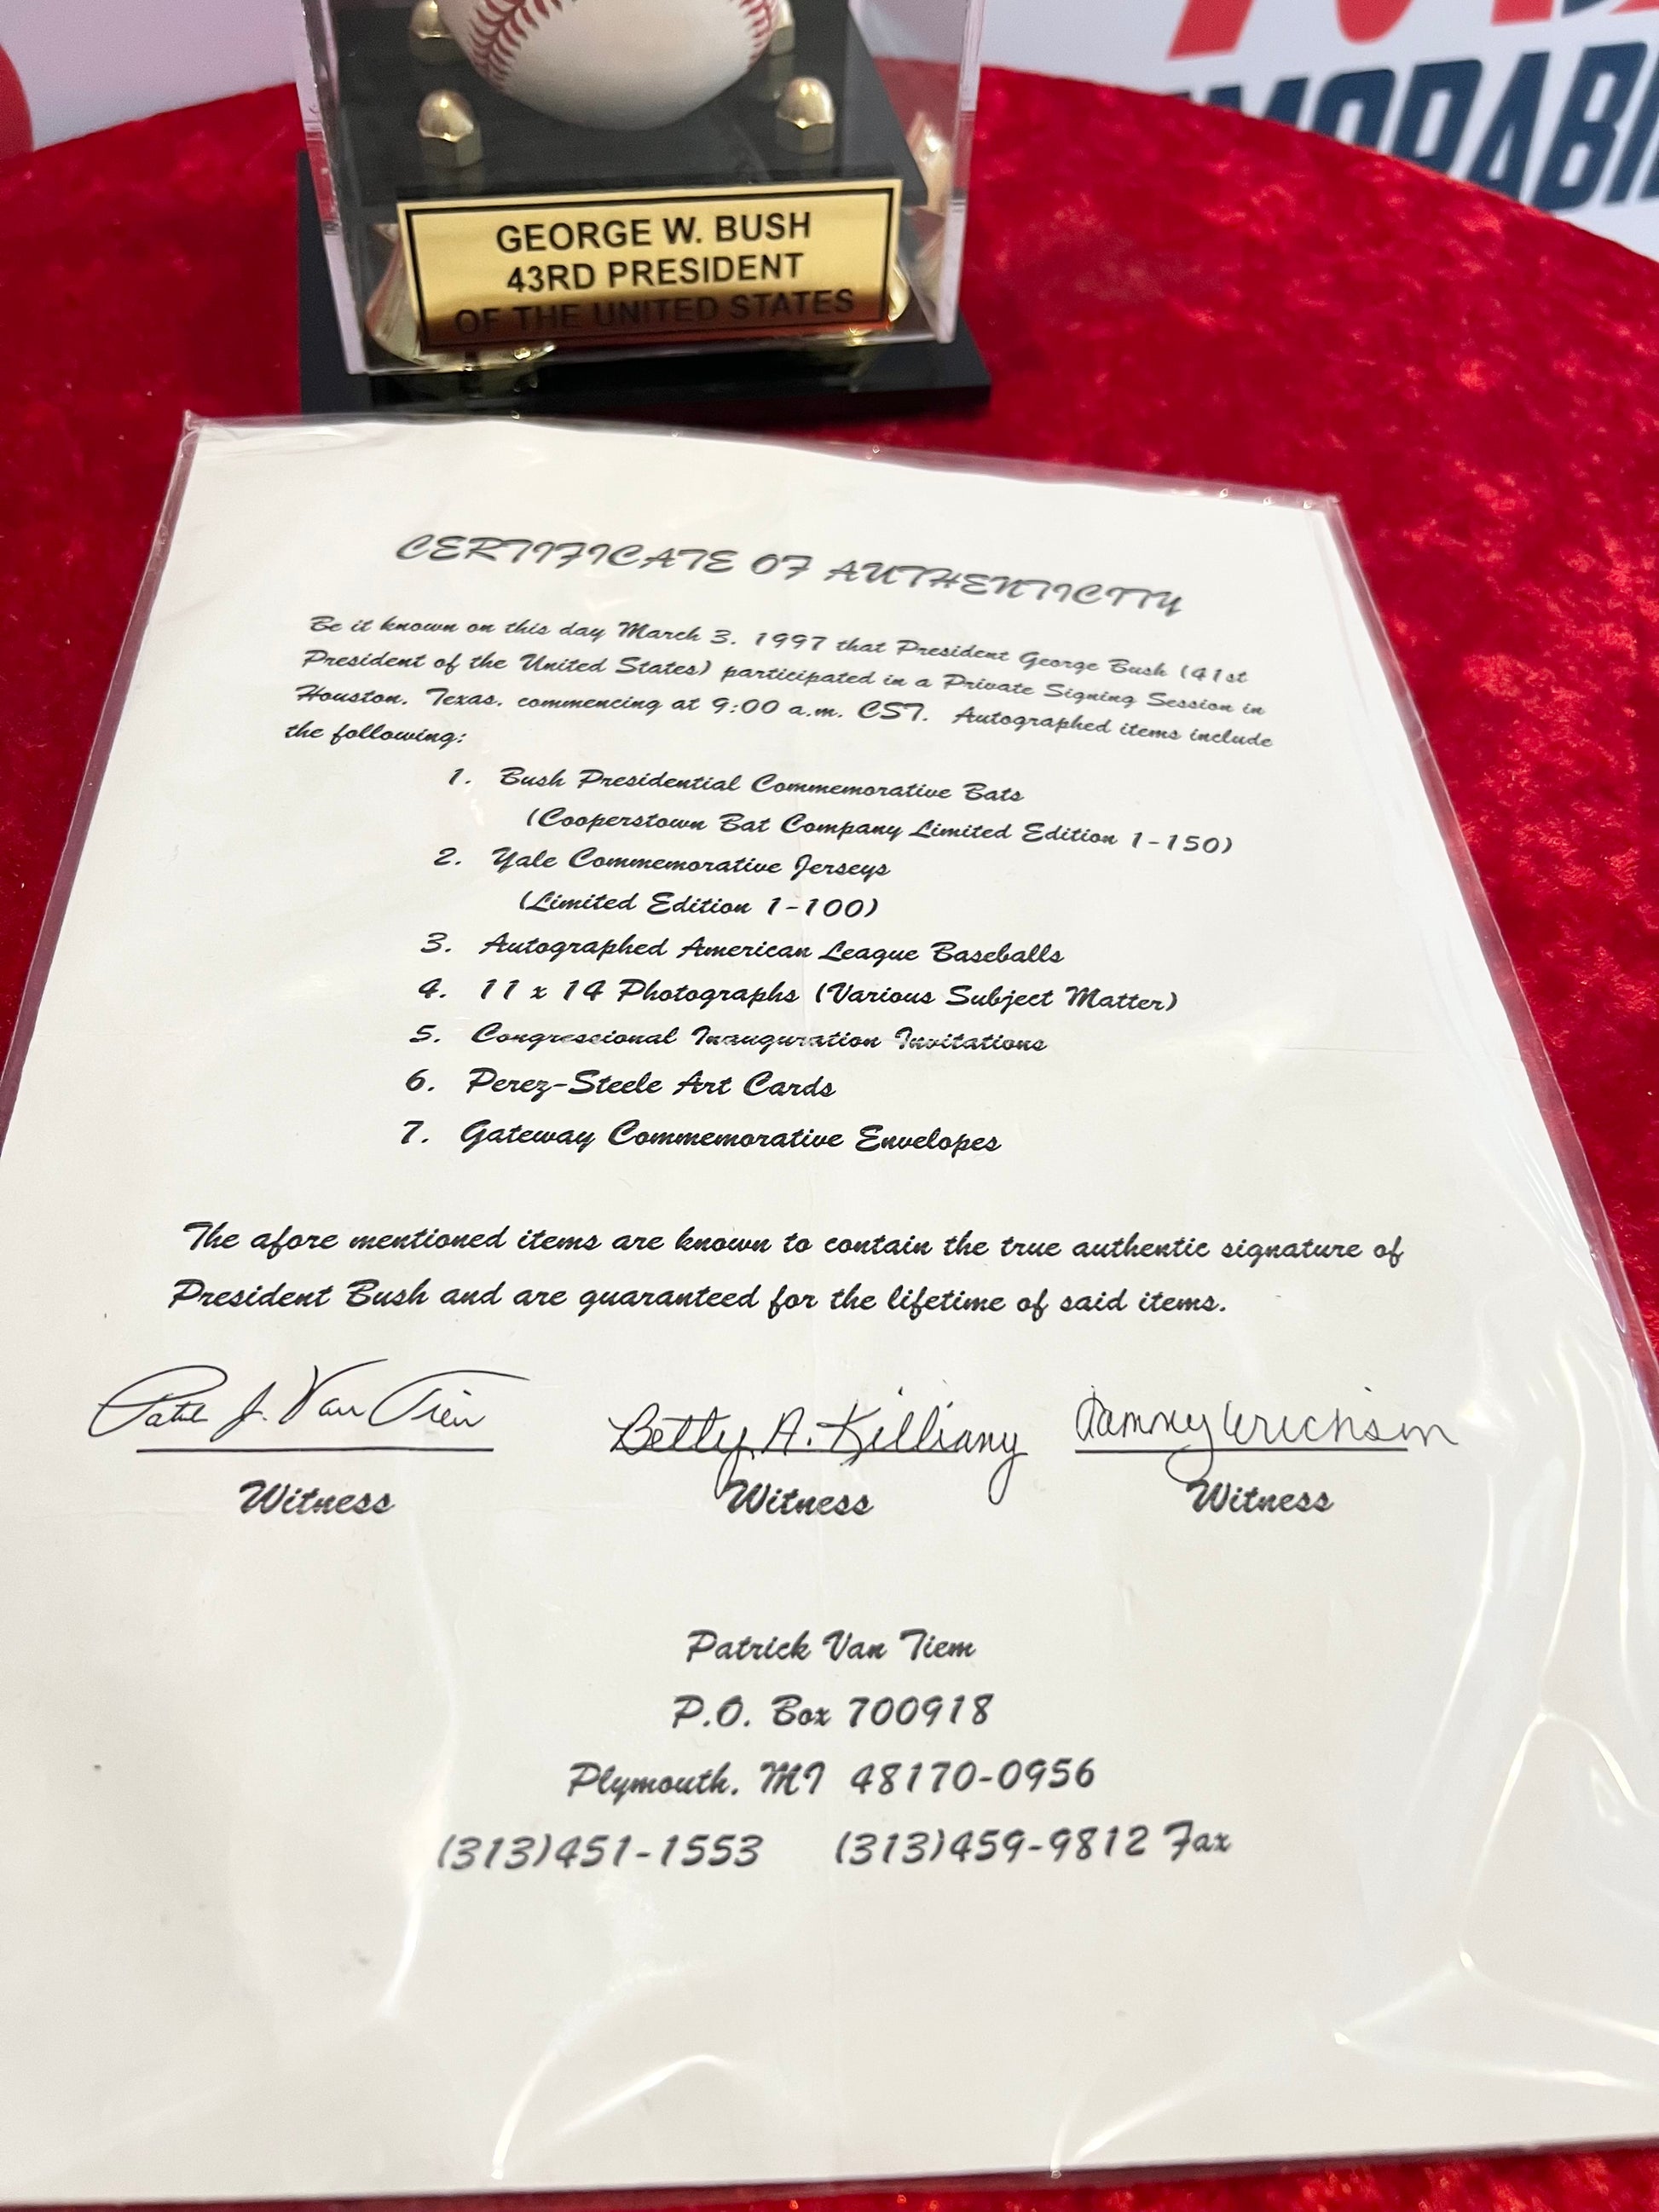 MORABI
GEORGE W. BUSH
43RD PRESIDENT
OF THE UNITED STATES
CERTIFICATE OF AUTHENTICITY
Be it known on this day March 3, 1997 that President George Bush (41st
President of the United States) participated in a Private Signing Session in
Houston, Texas, commencing at 9:00 a.m. CST. Autographed items include
the following:
1. Bush Presidential Commemorative Bats
(Cooperstown Bat Company Limited Edition 1-150)
2. Yale Commemorative Jerseys
(Limited Edition 1-100)
3. Autographed American League Baseballs
4. 11 x 14 Photographs (Various Subject Matter)
5. Congressional Inauguration Invitations
6. Perez-Steele Art Cards
7. Gateway Commemorative Envelopes
The afore mentioned items are known to contain the true authentic signature of
President Bush and are guaranteed for the lifetime of said items.
J. Van Tiem Betty A. Killiany Tammy
Witness Witness Witness
Patrick Van Tiem
P.O. Box 700918
Plymouth, MI 48170-0956
(313)451-1553 (313)459-9812 Fax